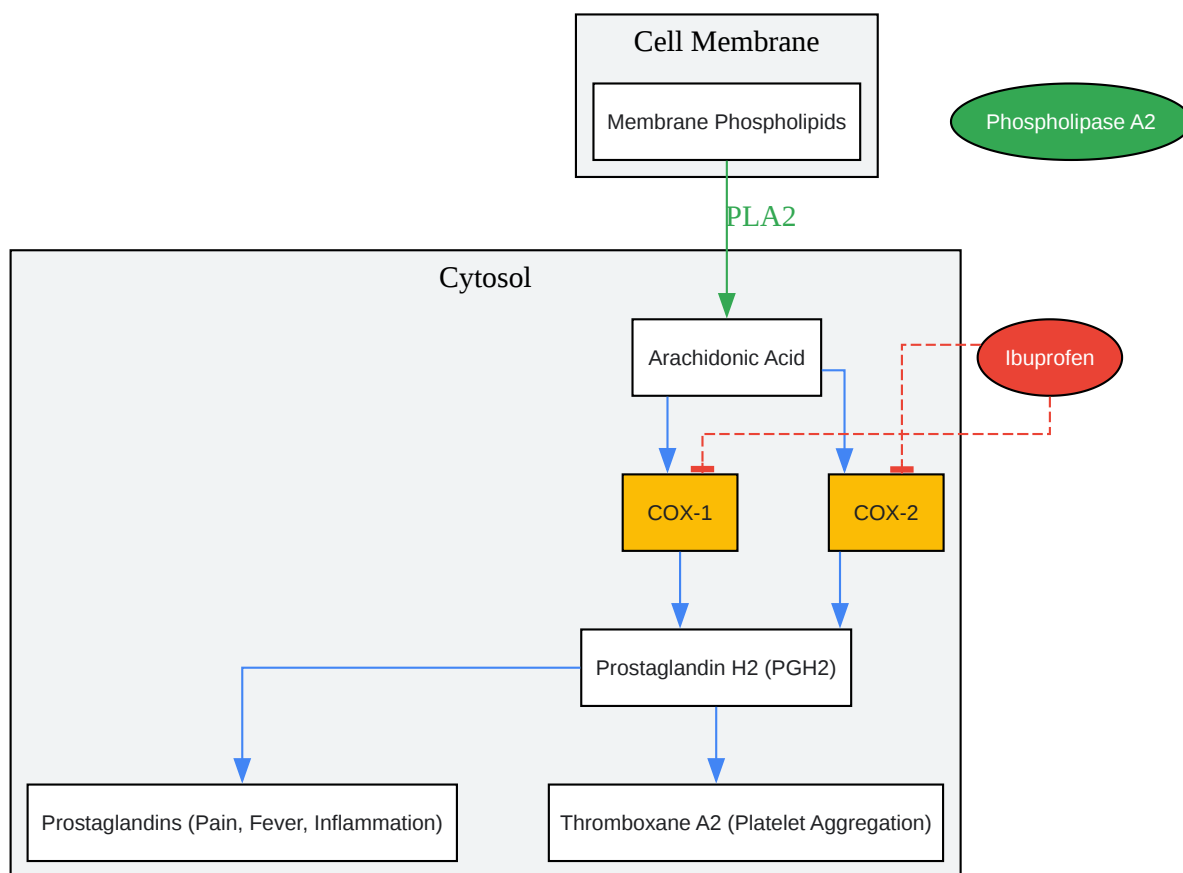 Cell Membrane
Membrane Phospholipids
Phospholipase A2
PLA2
Cytosol
Arachidonic Acid
Ibuprofen
COX-1
COX-2
Prostaglandin H2 (PGH2)
Prostaglandins (Pain, Fever, Inflammation)
Thromboxane A2 (Platelet Aggregation)